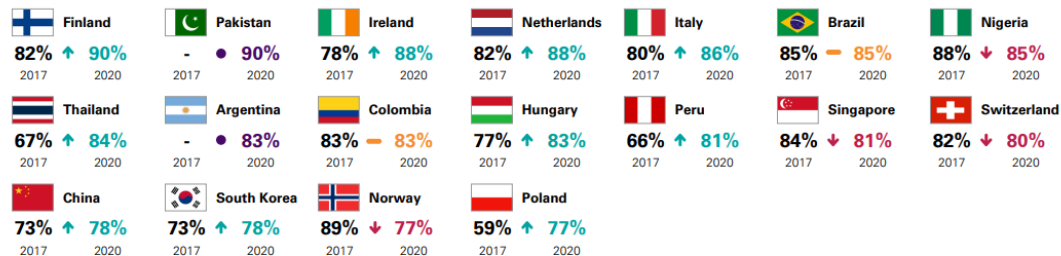 Finland Pakistan Ireland Netherlands Italy Brazil Nigeria
82% 90% - 90% 78% 88% 82% 88% 80% 86% 85% 85% 88% 85%
2017 2020 2017 2020 2017 2020 2017 2020 2017 2020 2017 2020 2017 2020
Thailand Argentina Colombia Hungary Peru Singapore Switzerland
67% 84% - 83% 83% 83% 77% 83% 66% 81% 84% 81% 82% 80%
2017 2020 2017 2020 2017 2020 2017 2020 2017 2020 2017 2020 2017 2020
China South Korea Norway Poland
73% 78% 73% 78% 89% 77% 59% 77%
2017 2020 2017 2020 2017 2020 2017 2020